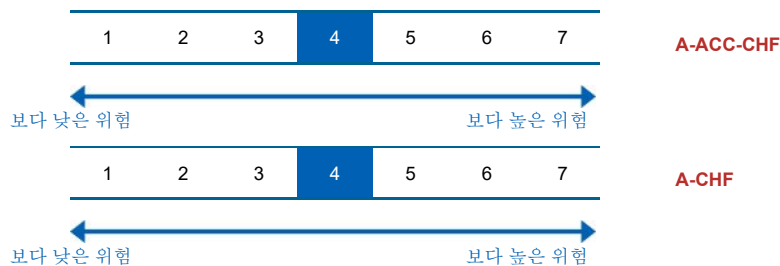 1 2 3 4 5 6 7 A-ACC-CHF
보다 낮은 위험 보다 높은 위험
1 2 3 4 5 6 7 A-CHF
보다 낮은 위험 보다 높은 위험